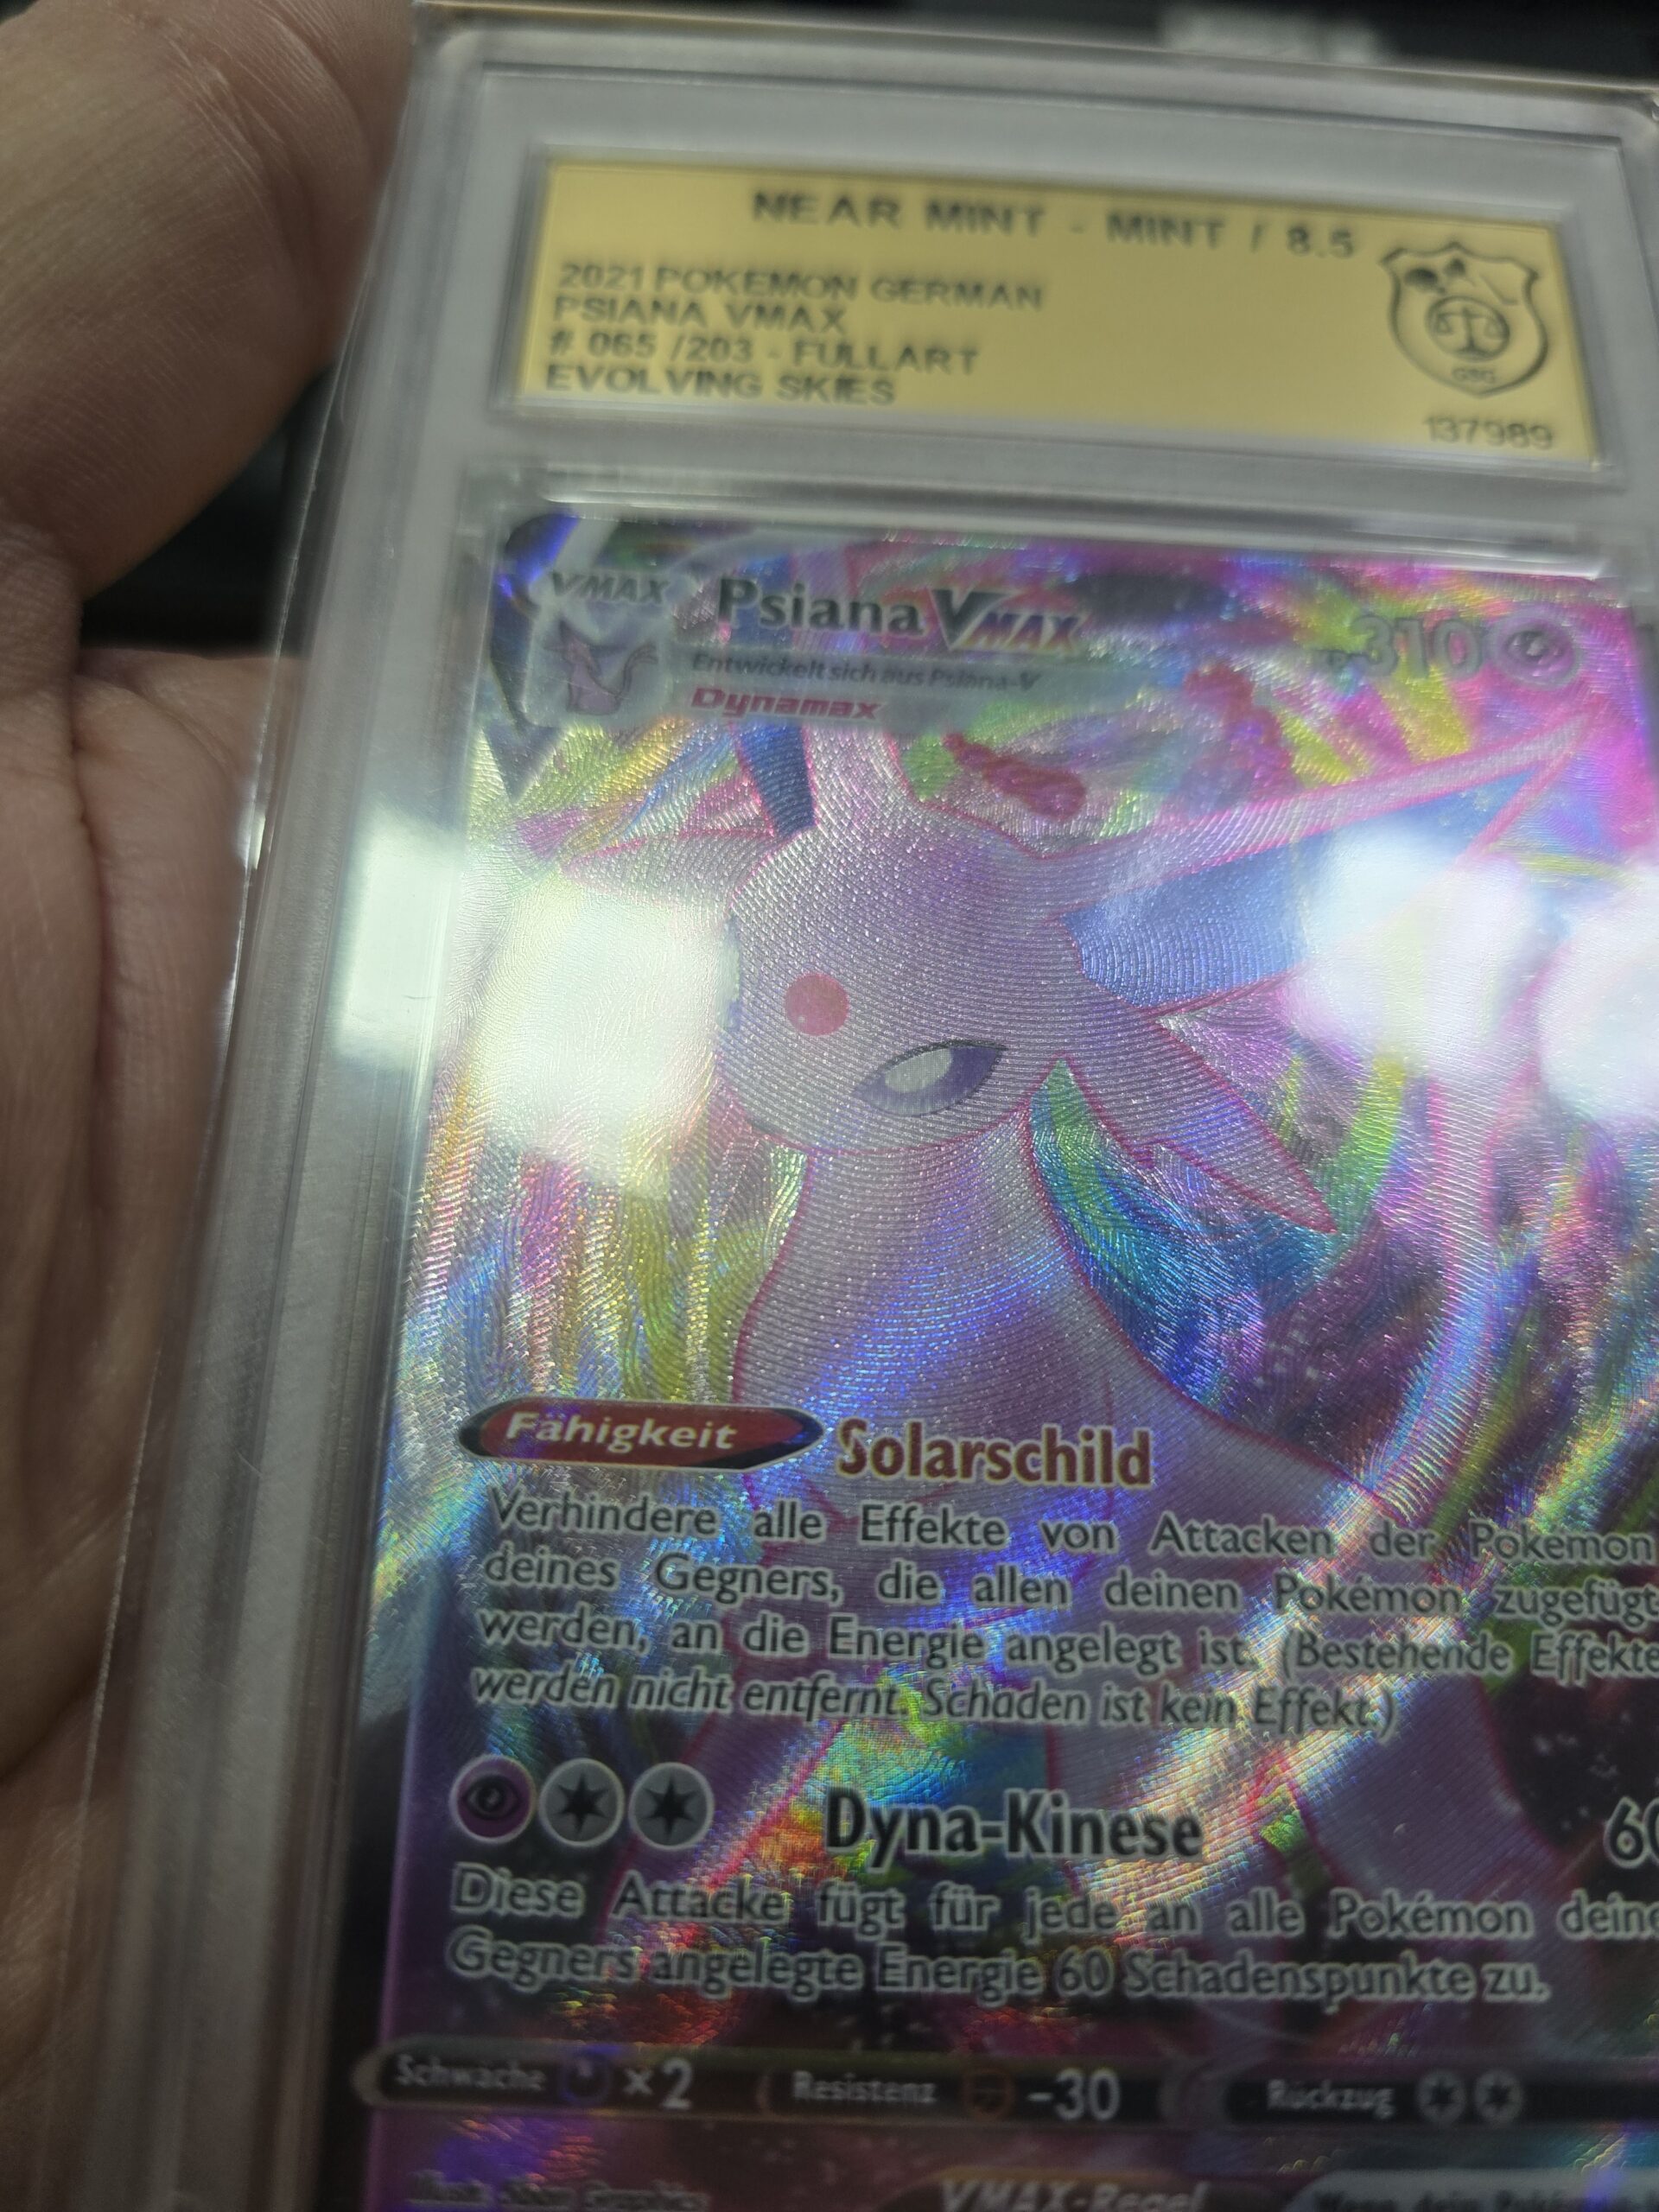 NEAR MINT - MINT / 8.5
2021 POKEMON GERMAN
PSIANA VMAX
# 065 /203 - FULLART
EVOLVING SKIES
137989
VMAX Psiana VMAX 310
Entwickelt sich aus Psiana-V
Dynamax
Fähigkeit Solarschild
Verhindere alle Effekte von Attacken der Pokémon
deines Gegners, die allen deinen Pokémon zugefügt
werden, an die Energie angelegt ist. (Bestehende Effekte
werden nicht entfernt. Schaden ist kein Effekt.)
Dyna-Kinese 60
Diese Attacke fügt für jede an alle Pokémon
Gegners angelegte Energie 60 Schadenspunkte zu.
Schwäche ×2 Resistenz -30 Rückzug
VMAX-Regel